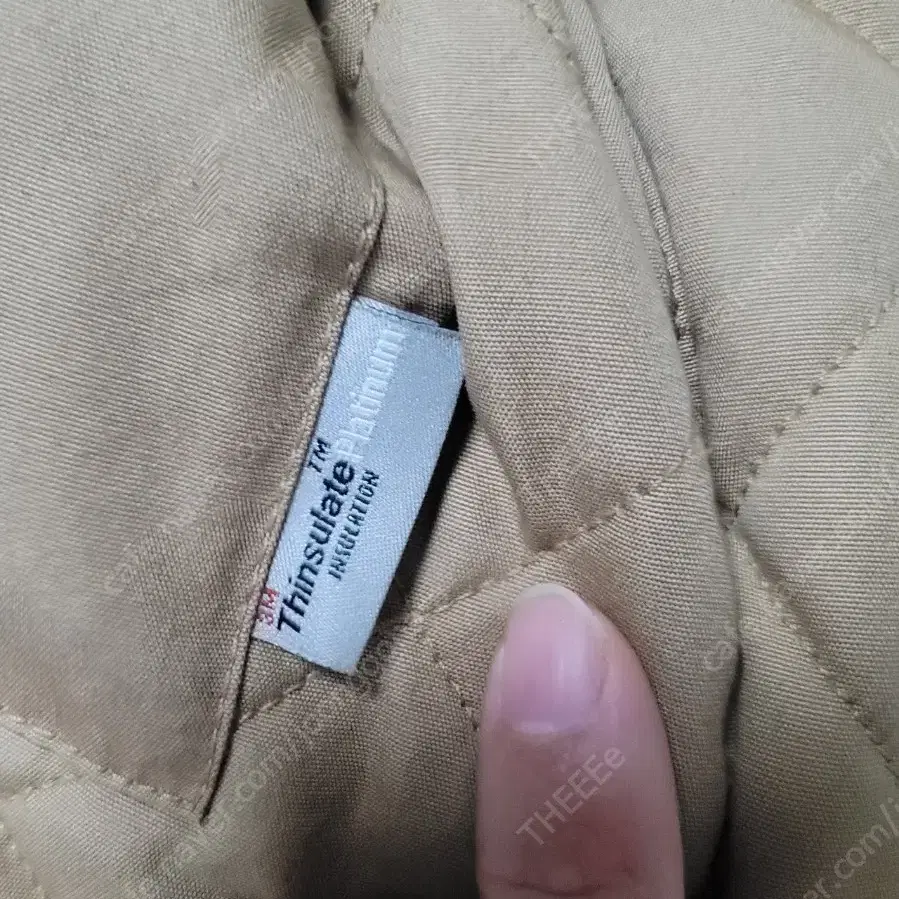 3M
Thinsulate™ Platinum
INSULATION
THEEEe